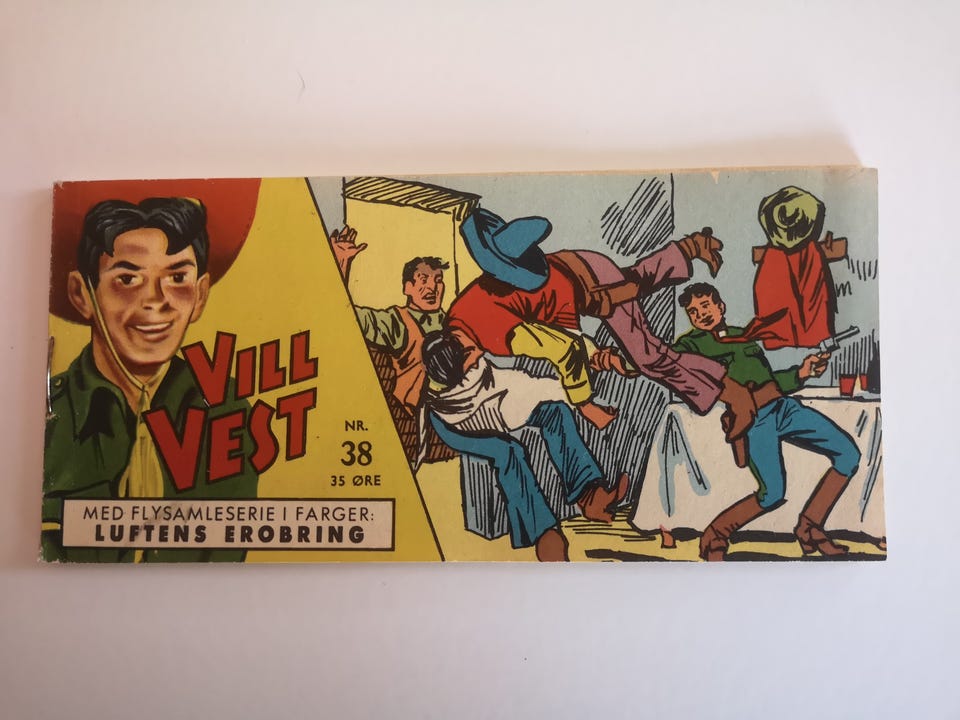 VILL
VEST
NR.
38
35 ØRE
MED FLYSAMLESERIE I FARGER:
LUFTENS EROBRING